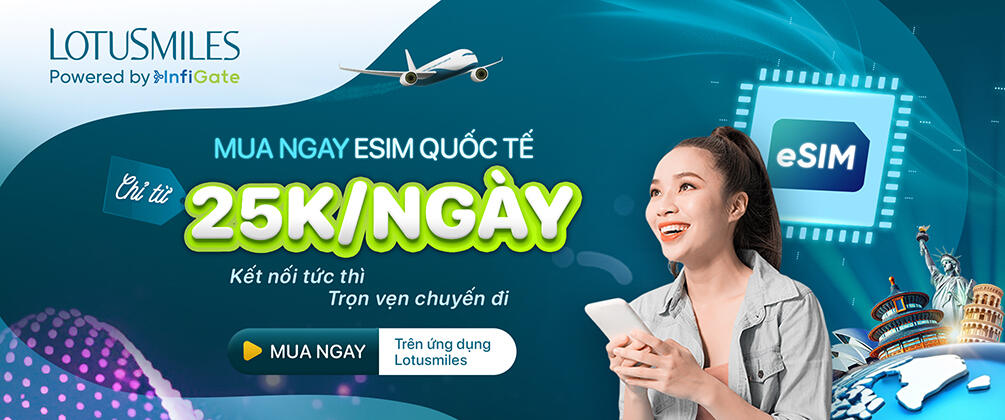 LOTUSMILES
Powered by InfiGate
MUA NGAY ESIM QUỐC TẾ
Chỉ từ
25K/NGÀY
Kết nối tức thì
Trọn vẹn chuyến đi
MUA NGAY
Trên ứng dụng
Lotusmiles
eSIM